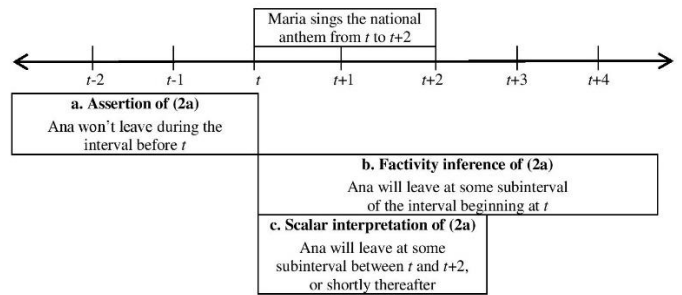 Maria sings the national
anthem from t to t+2
t-2 t-1 t t+1 t+2 t+3 t+4
a. Assertion of (2a)
Ana won't leave during the
interval before t
b. Factivity inference of (2a)
Ana will leave at some subinterval
of the interval beginning at t
c. Scalar interpretation of (2a)
Ana will leave at some
subinterval between t and t+2,
or shortly thereafter